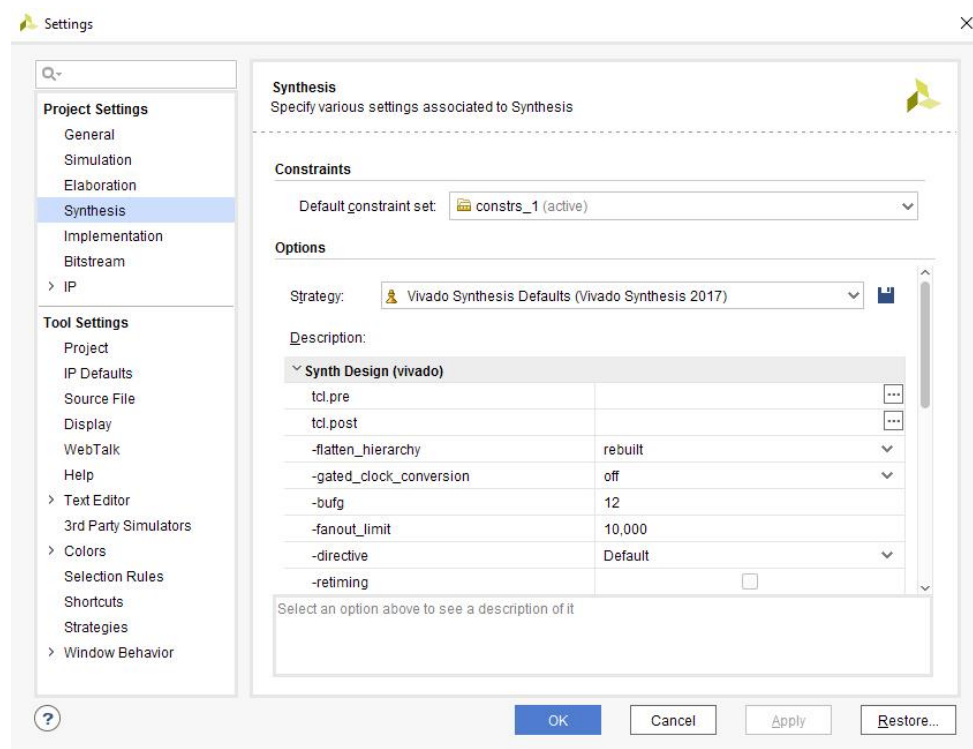 Settings
Project Settings
General
Simulation
Elaboration
Synthesis
Implementation
Bitstream
IP
Tool Settings
Project
IP Defaults
Source File
Display
WebTalk
Help
Text Editor
3rd Party Simulators
Colors
Selection Rules
Shortcuts
Strategies
Window Behavior
Synthesis
Specify various settings associated to Synthesis
Constraints
Default constraint set: constrs_1 (active)
Options
Strategy: Vivado Synthesis Defaults (Vivado Synthesis 2017)
Description:
Synth Design (vivado)
tcl.pre
tcl.post
-flatten_hierarchy rebuilt
-gated_clock_conversion off
-bufg 12
-fanout_limit 10,000
-directive Default
-retiming
Select an option above to see a description of it
? OK Cancel Apply Restore...